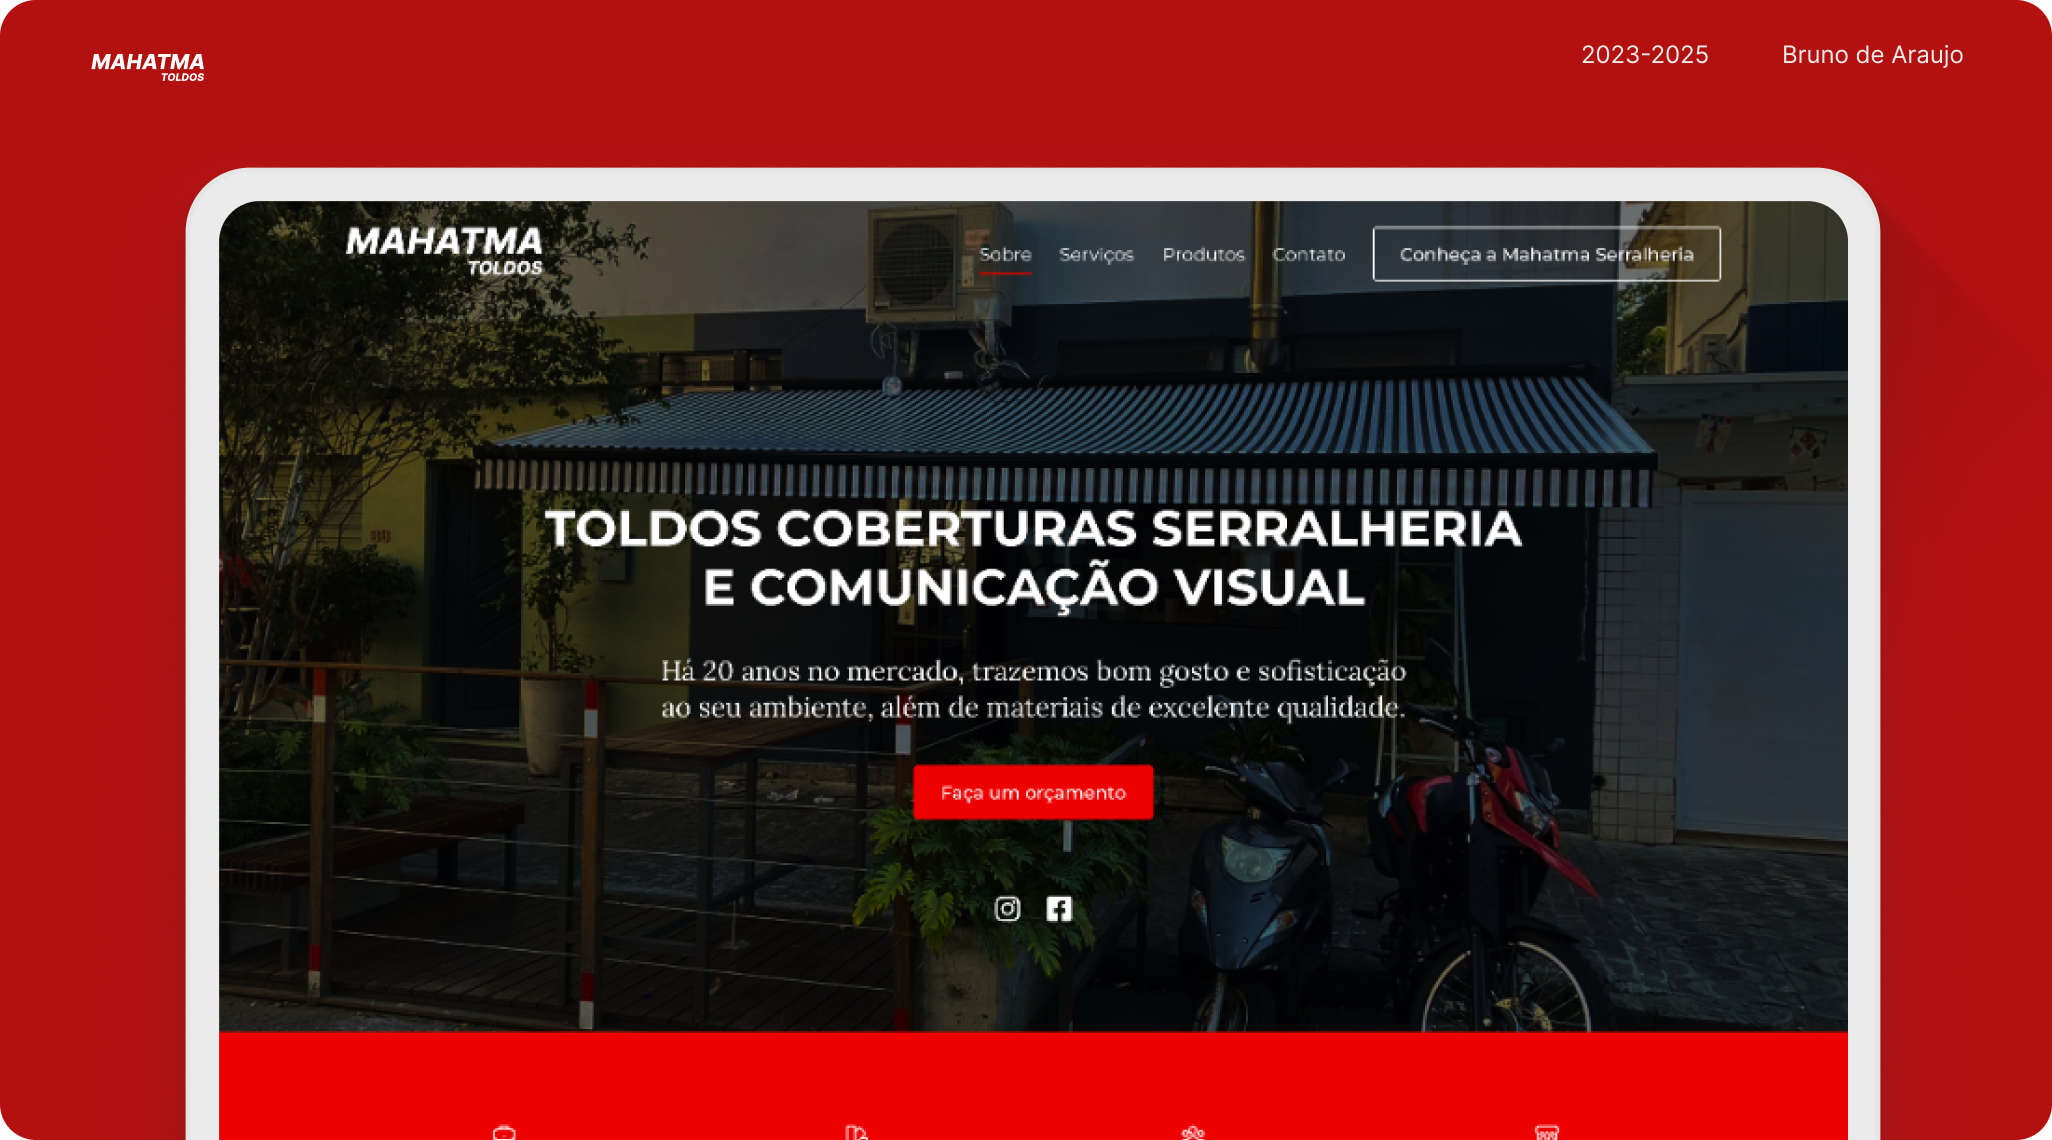 MAHATMA
TOLDOS
2023-2025
Bruno de Araujo
MAHATMA
TOLDOS
Sobre
Serviços
Produtos
Contato
Conheça a Mahatma Serralheria
TOLDOS COBERTURAS SERRALHERIA
E COMUNICAÇÃO VISUAL
Há 20 anos no mercado, trazemos bom gosto e sofisticação
ao seu ambiente, além de materiais de excelente qualidade.
Faça um orçamento
88